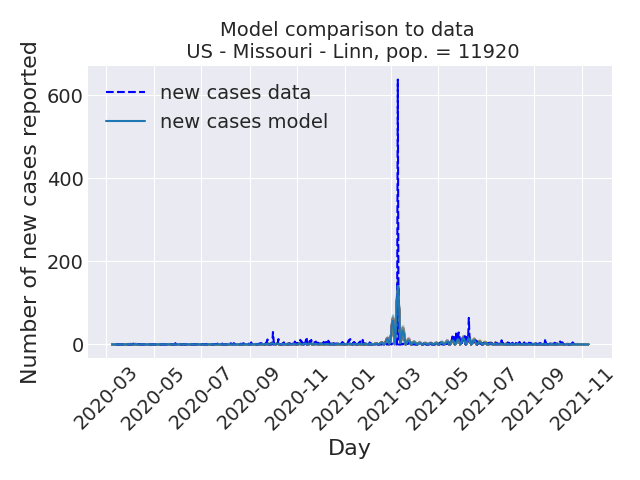 Model comparison to data
US - Missouri - Linn, pop. = 11920
Number of new cases reported
600
400
200
0
new cases data
new cases model
2020-03
2020-05
2020-07
2020-09
2020-11
2021-01
2021-03
2021-05
2021-07
2021-09
2021-11
Day